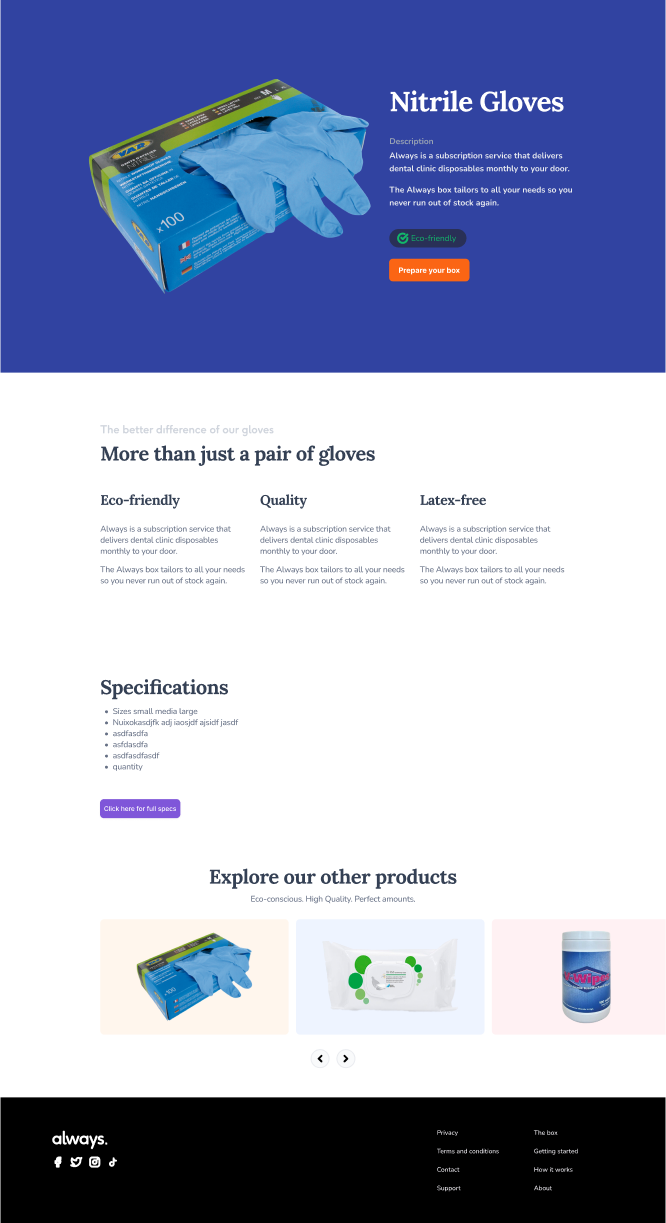 Nitrile Gloves
Description
Always is a subscription service that delivers
dental clinic disposables monthly to your door.
The Always box tailors to all your needs so you
never run out of stock again.
Eco-friendly
Prepare your box
VAR
NITRILE
M
x100
VAR
The better difference of our gloves
More than just a pair of gloves
Eco-friendly
Always is a subscription service that
delivers dental clinic disposables
monthly to your door.
The Always box tailors to all your needs
so you never run out of stock again.
Quality
Always is a subscription service that
delivers dental clinic disposables
monthly to your door.
The Always box tailors to all your needs
so you never run out of stock again.
Latex-free
Always is a subscription service that
delivers dental clinic disposables
monthly to your door.
The Always box tailors to all your needs
so you never run out of stock again.
Specifications
Sizes small media large
Nuixokasdjfk adj iaosjdf ajsidf jasdf
asdfasdfa
asfdasdfa
asdfasdfasdf
quantity
Click here for full specs
Explore our other products
Eco-conscious. High Quality. Perfect amounts.
always.
Privacy
Terms and conditions
Contact
Support
The box
Getting started
How it works
About